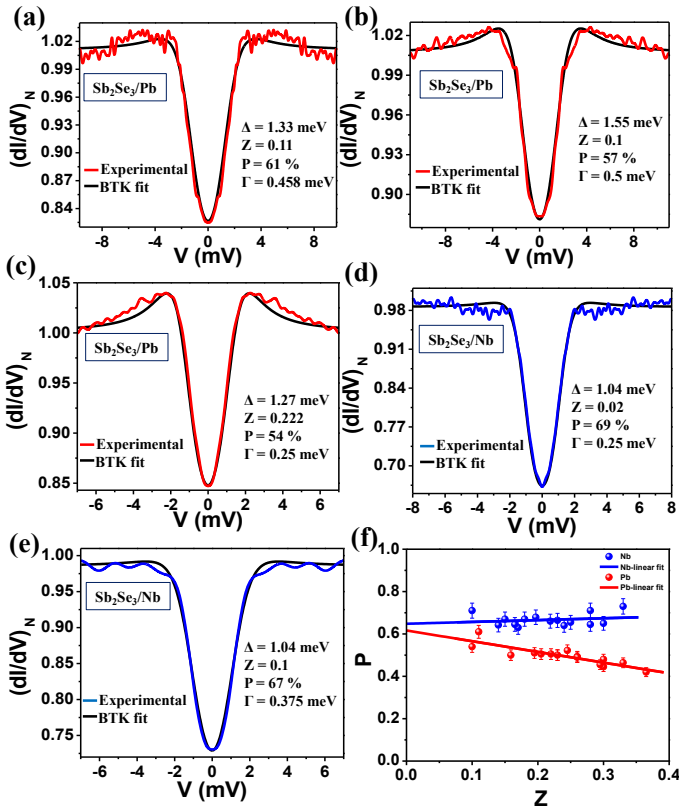 (a)
1.02
0.99
0.96
0.93
0.90
0.87
0.84
(dI/dV)N
Sb2Se3/Pb
Δ = 1.33 meV
Z = 0.11
P = 61 %
Γ = 0.458 meV
Experimental
BTK fit
-8 -4 0 4 8
V (mV)
(b)
1.02
0.99
0.96
0.93
0.90
(dI/dV)N
Sb2Se3/Pb
Δ = 1.55 meV
Z = 0.1
P = 57 %
Γ = 0.5 meV
Experimental
BTK fit
-8 -4 0 4 8
V (mV)
(c)
1.05
1.00
0.95
0.90
0.85
(dI/dV)N
Sb2Se3/Pb
Δ = 1.27 meV
Z = 0.222
P = 54 %
Γ = 0.25 meV
Experimental
BTK fit
-6 -4 -2 0 2 4 6
V (mV)
(d)
0.98
0.91
0.84
0.77
0.70
(dI/dV)N
Sb2Se3/Nb
Δ = 1.04 meV
Z = 0.02
P = 69 %
Γ = 0.25 meV
Experimental
BTK fit
-8 -6 -4 -2 0 2 4 6 8
V (mV)
(e)
1.00
0.95
0.90
0.85
0.80
0.75
(dI/dV)N
Sb2Se3/Nb
Δ = 1.04 meV
Z = 0.1
P = 67 %
Γ = 0.375 meV
Experimental
BTK fit
-6 -4 -2 0 2 4 6
V (mV)
(f)
1.0
0.8
0.6
0.4
0.2
0.0
P
Nb
Nb-linear fit
Pb
Pb-linear fit
0.0 0.1 0.2 0.3 0.4
Z